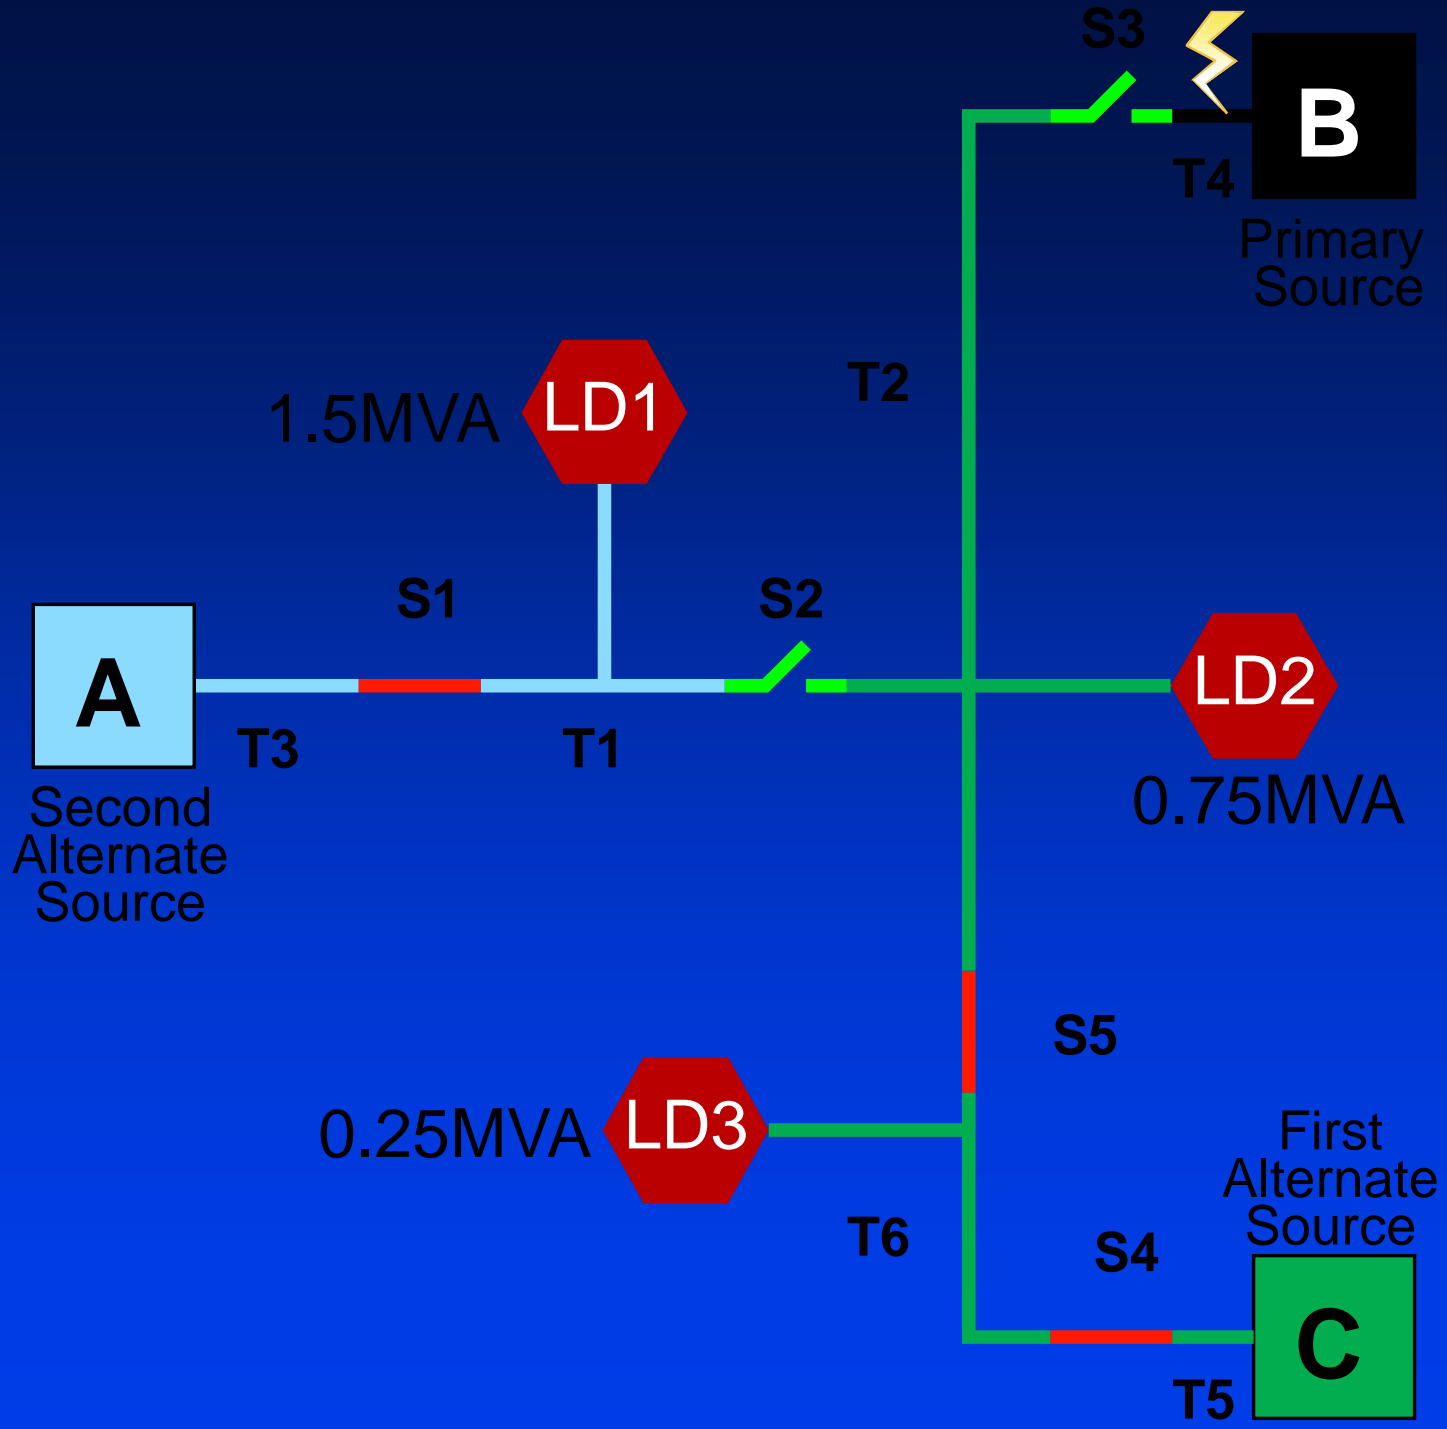 S3
B
T4
Primary
Source
T2
1.5MVA
LD1
S1
S2
A
LD2
T3
T1
0.75MVA
Second
Alternate
Source
S5
LD3
0.25MVA
First
Alternate
Source
T6
S4
C
T5